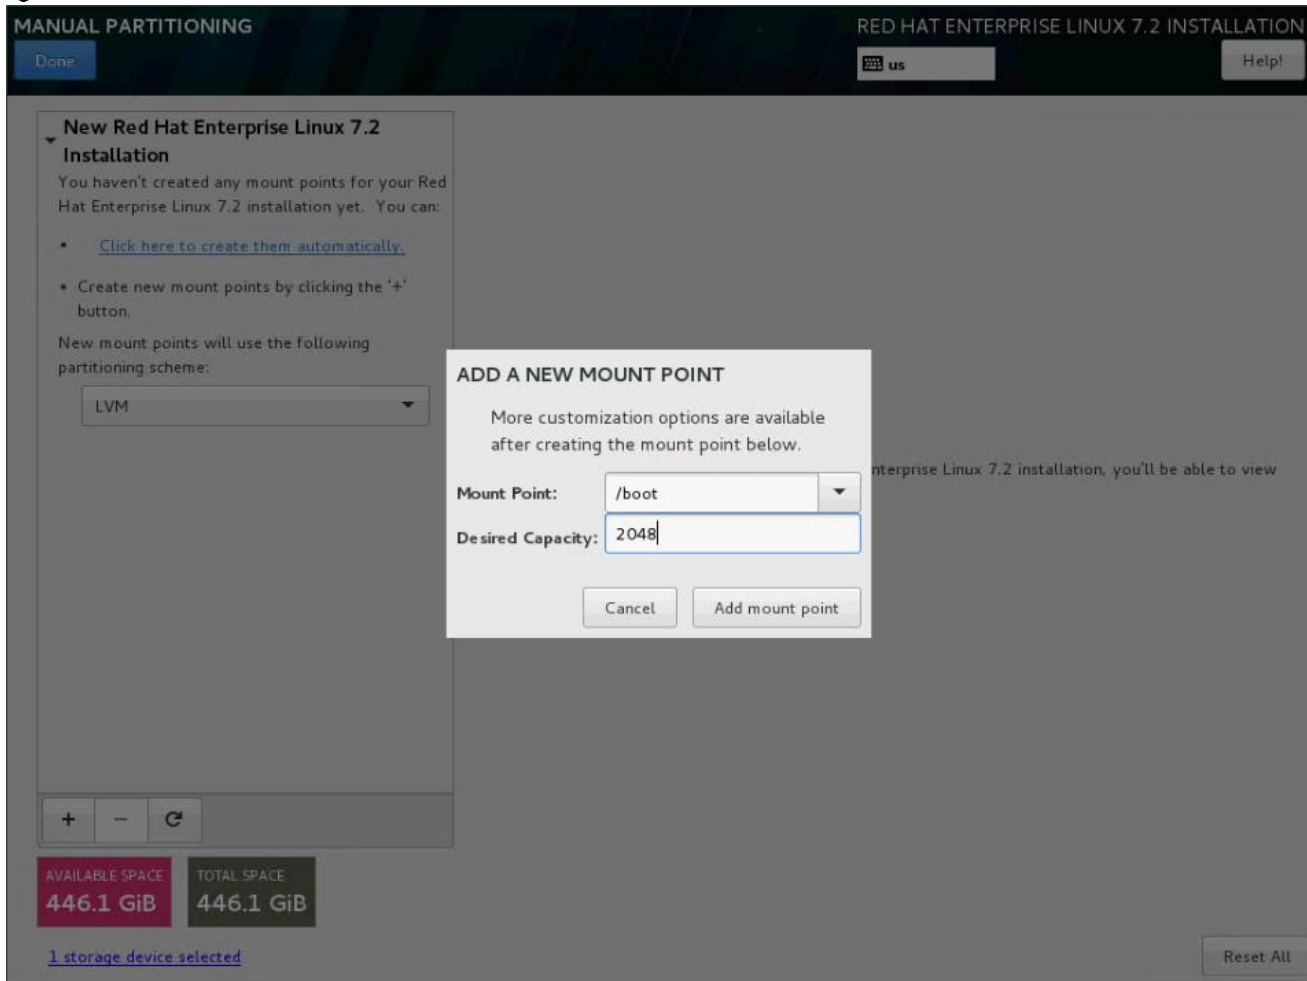 MANUAL PARTITIONING
RED HAT ENTERPRISE LINUX 7.2 INSTALLATION
Done
us
Help!
New Red Hat Enterprise Linux 7.2
Installation
You haven't created any mount points for your Red
Hat Enterprise Linux 7.2 installation yet. You can:
• Click here to create them automatically.
• Create new mount points by clicking the '+'
button.
New mount points will use the following
partitioning scheme:
LVM
ADD A NEW MOUNT POINT
More customization options are available
after creating the mount point below.
Mount Point: /boot
Desired Capacity: 2048
Cancel Add mount point
Enterprise Linux 7.2 installation, you'll be able to view
+ −
AVAILABLE SPACE
446.1 GiB
TOTAL SPACE
446.1 GiB
1 storage device selected
Reset All